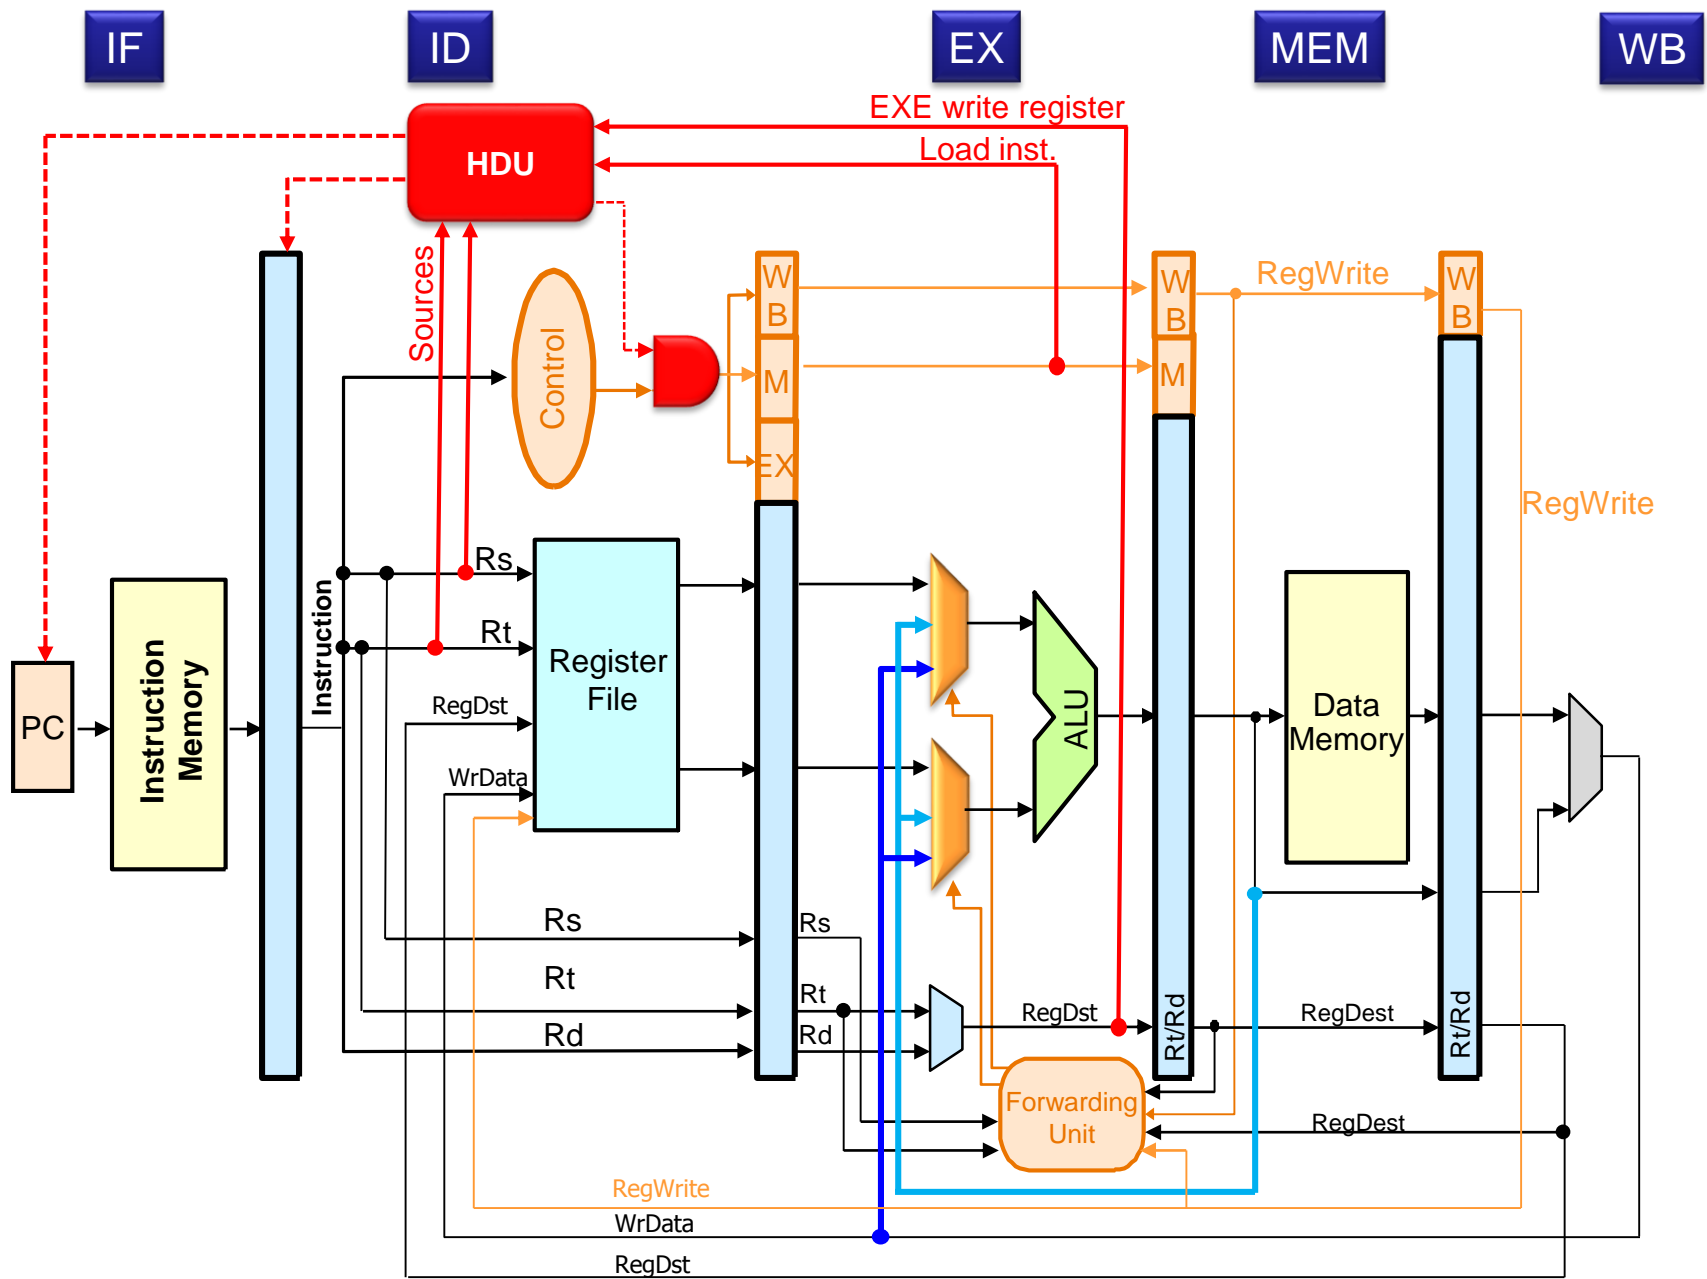 IF
ID
EX
MEM
WB
EXE write register
HDU
Load inst.
Sources
Control
W
B
M
EX
W
B
M
RegWrite
W
B
RegWrite
Rs
Rt
Instruction
RegDst
WrData
Register
File
PC
Instruction
Memory
ALU
Data
Memory
Rs
Rt
Rd
Rs
Rt
Rd
RegDst
Rt/Rd
RegDest
Rt/Rd
Forwarding
Unit
RegDest
RegWrite
WrData
RegDst